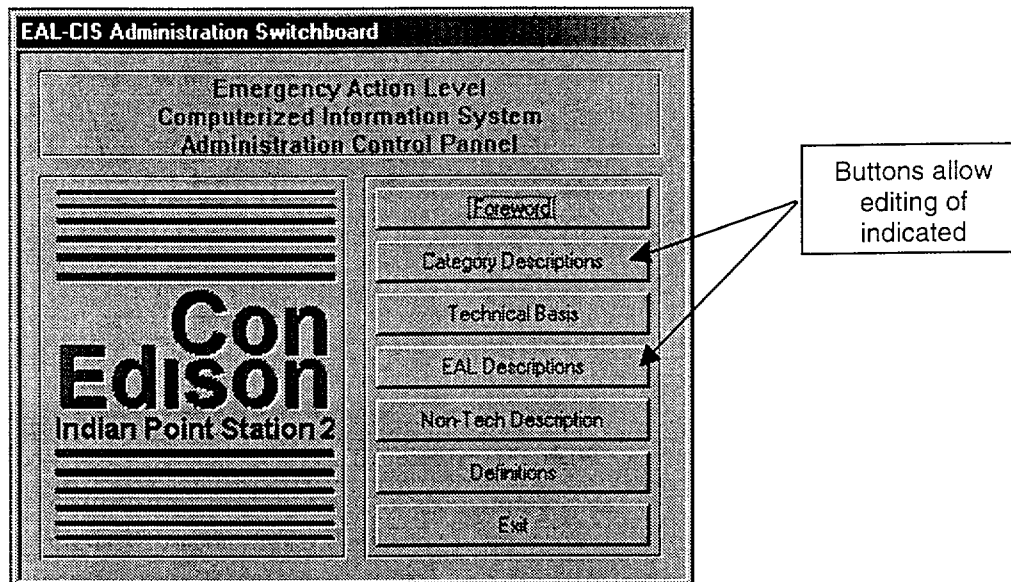 EAL-CIS Administration Switchboard
Emergency Action Level
Computerized Information System
Administration Control Pannel
Con
Edison
Indian Point Station 2
Foreword
Category Descriptions
Technical Basis
EAL Descriptions
Non-Tech Description
Definitions
Exit
Buttons allow
editing of
indicated